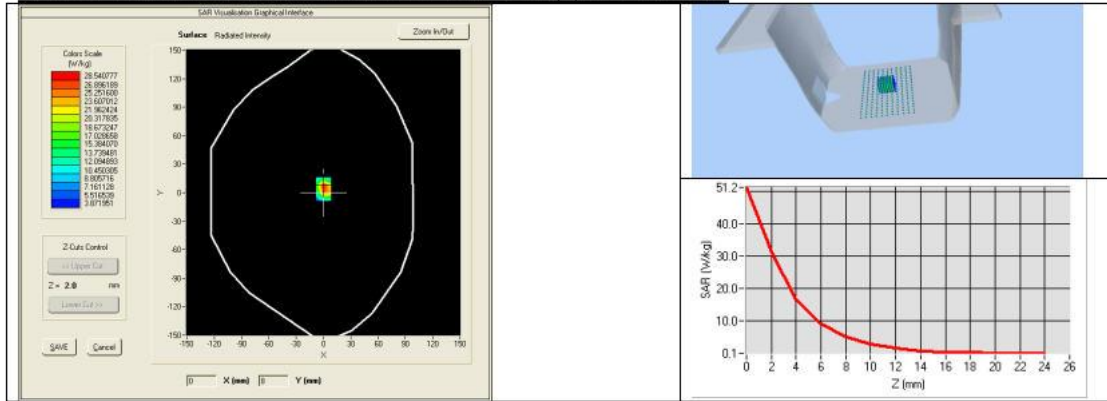 SAR Visualisation Graphical Interface
Surface Radiated Intensity
Zoom In/Out
Colors Scale
(W/kg)
28.540777
26.896189
25.251600
23.607012
21.962424
20.317835
18.673247
17.028658
15.384070
13.739481
12.094893
10.450305
8.805716
7.161128
5.516539
3.871951
150-
120-
90-
60-
30-
0-
-30-
-60-
-90-
-120-
-150-
Y
-150 -120 -90 -60 -30 0 30 60 90 120 150
X
Z-Cuts Control
<< Upper Cut
Z = 2.0 mm
Lower Cut >>
SAVE Cancel
0 X (mm) 0 Y (mm)
51.2-
40.0-
30.0-
20.0-
10.0-
0.1-
SAR (W/kg)
0 2 4 6 8 10 12 14 16 18 20 22 24 26
Z (mm)